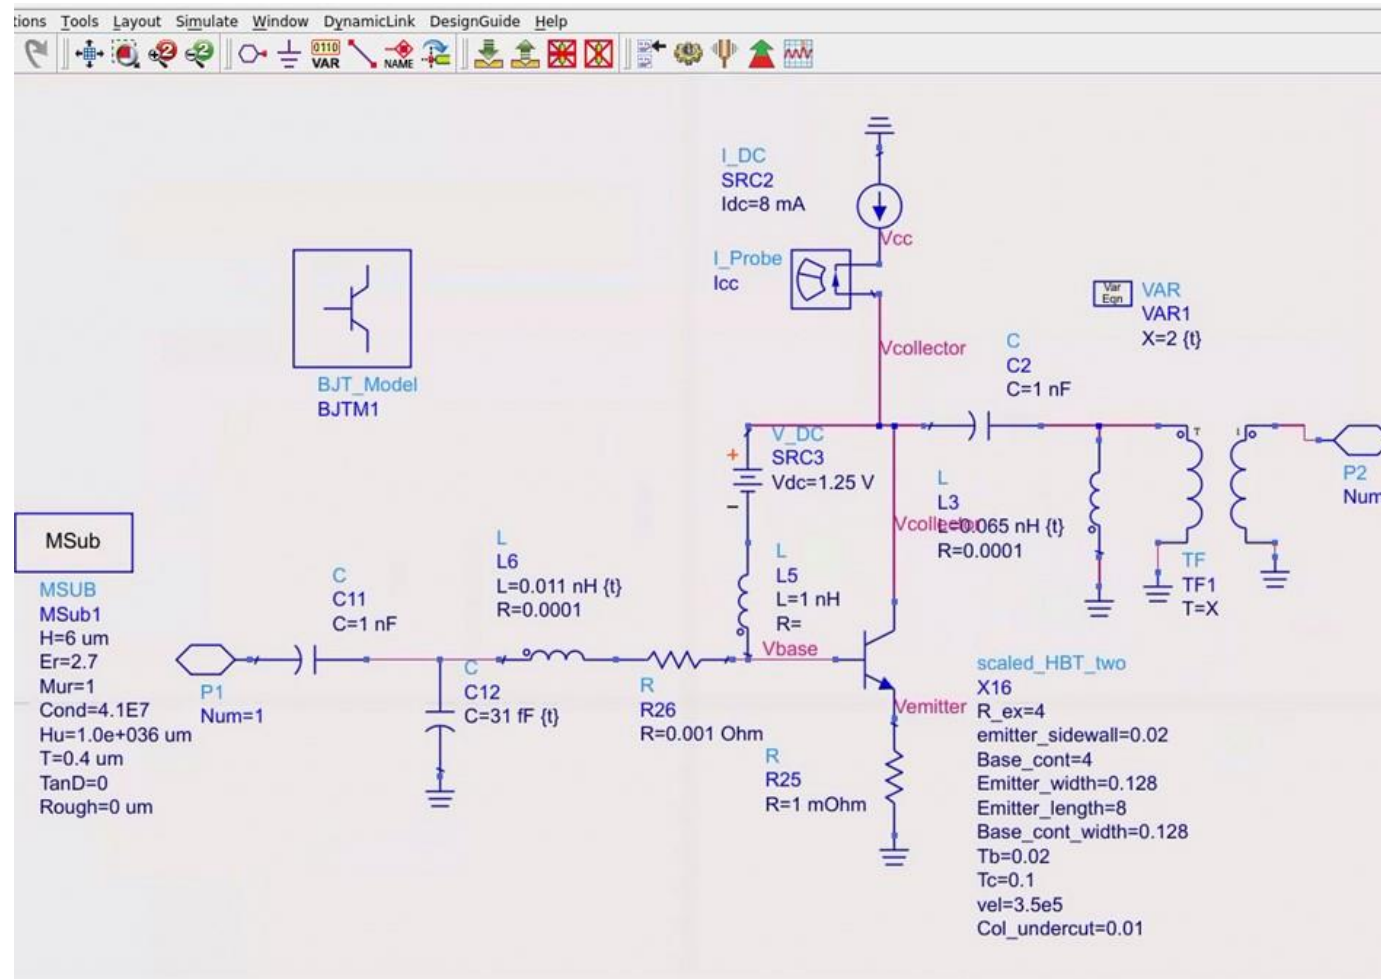 tions Tools Layout Simulate Window DynamicLink DesignGuide Help
0110
VAR
NAME
I_DC
SRC2
Idc=8 mA
Vcc
I_Probe
Icc
Var
Eqn
VAR
VAR1
X=2 {t}
Vcollector
C
C2
C=1 nF
BJT_Model
BJTM1
V_DC
SRC3
Vdc=1.25 V
+
−
T
1
P2
Num
L
L3
L=0.065 nH {t}
R=0.0001
Vcollector
TF
TF1
T=X
MSub
MSUB
MSub1
H=6 um
Er=2.7
Mur=1
Cond=4.1E7
Hu=1.0e+036 um
T=0.4 um
TanD=0
Rough=0 um
C
C11
C=1 nF
L
L6
L=0.011 nH {t}
R=0.0001
L
L5
L=1 nH
R=
Vbase
P1
Num=1
C
C12
C=31 fF {t}
R
R26
R=0.001 Ohm
Vemitter
R
R25
R=1 mOhm
scaled_HBT_two
X16
R_ex=4
emitter_sidewall=0.02
Base_cont=4
Emitter_width=0.128
Emitter_length=8
Base_cont_width=0.128
Tb=0.02
Tc=0.1
vel=3.5e5
Col_undercut=0.01